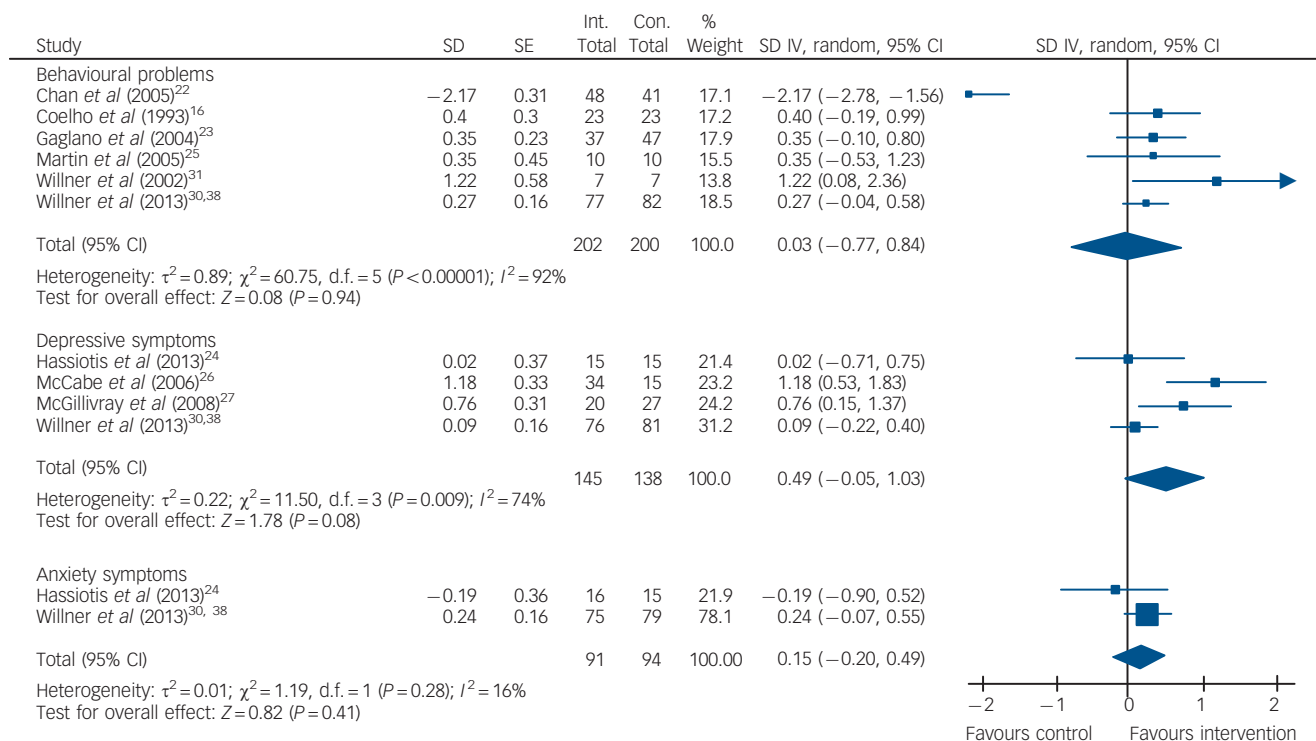 Int. Con. %
Study SD SE Total Total Weight SD IV, random, 95% CI SD IV, random, 95% CI
Behavioural problems
Chan et al (2005)22 −2.17 0.31 48 41 17.1 −2.17 (−2.78, −1.56)
Coelho et al (1993)16 0.4 0.3 23 23 17.2 0.40 (−0.19, 0.99)
Gaglano et al (2004)23 0.35 0.23 37 47 17.9 0.35 (−0.10, 0.80)
Martin et al (2005)25 0.35 0.45 10 10 15.5 0.35 (−0.53, 1.23)
Willner et al (2002)31 1.22 0.58 7 7 13.8 1.22 (0.08, 2.36)
Willner et al (2013)30,38 0.27 0.16 77 82 18.5 0.27 (−0.04, 0.58)
Total (95% CI) 202 200 100.0 0.03 (−0.77, 0.84)
Heterogeneity: τ2 = 0.89; χ2 = 60.75, d.f. = 5 (P < 0.00001); I2 = 92%
Test for overall effect: Z = 0.08 (P = 0.94)
Depressive symptoms
Hassiotis et al (2013)24 0.02 0.37 15 15 21.4 0.02 (−0.71, 0.75)
McCabe et al (2006)26 1.18 0.33 34 15 23.2 1.18 (0.53, 1.83)
McGillivray et al (2008)27 0.76 0.31 20 27 24.2 0.76 (0.15, 1.37)
Willner et al (2013)30,38 0.09 0.16 76 81 31.2 0.09 (−0.22, 0.40)
Total (95% CI) 145 138 100.0 0.49 (−0.05, 1.03)
Heterogeneity: τ2 = 0.22; χ2 = 11.50, d.f. = 3 (P = 0.009); I2 = 74%
Test for overall effect: Z = 1.78 (P = 0.08)
Anxiety symptoms
Hassiotis et al (2013)24 −0.19 0.36 16 15 21.9 −0.19 (−0.90, 0.52)
Willner et al (2013)30, 38 0.24 0.16 75 79 78.1 0.24 (−0.07, 0.55)
Total (95% CI) 91 94 100.00 0.15 (−0.20, 0.49)
Heterogeneity: τ2 = 0.01; χ2 = 1.19, d.f. = 1 (P = 0.28); I2 = 16%
Test for overall effect: Z = 0.82 (P = 0.41)
−2 −1 0 1 2
Favours control Favours intervention